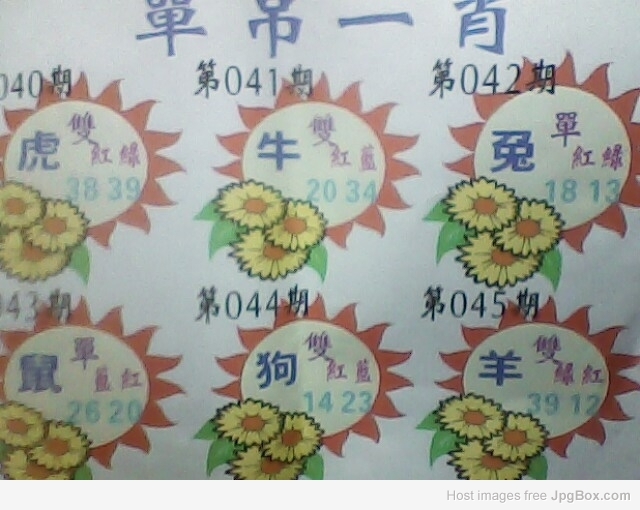 單吊一肖
040期 第041期 第042期
虎 雙 紅綠 38 39
牛 雙 紅藍 20 34
兔 單 紅綠 18 13
043期 第044期 第045期
鼠 單 藍紅 26 20
狗 雙 紅藍 14 23
羊 雙 綠紅 39 12
Host images free JpgBox.com